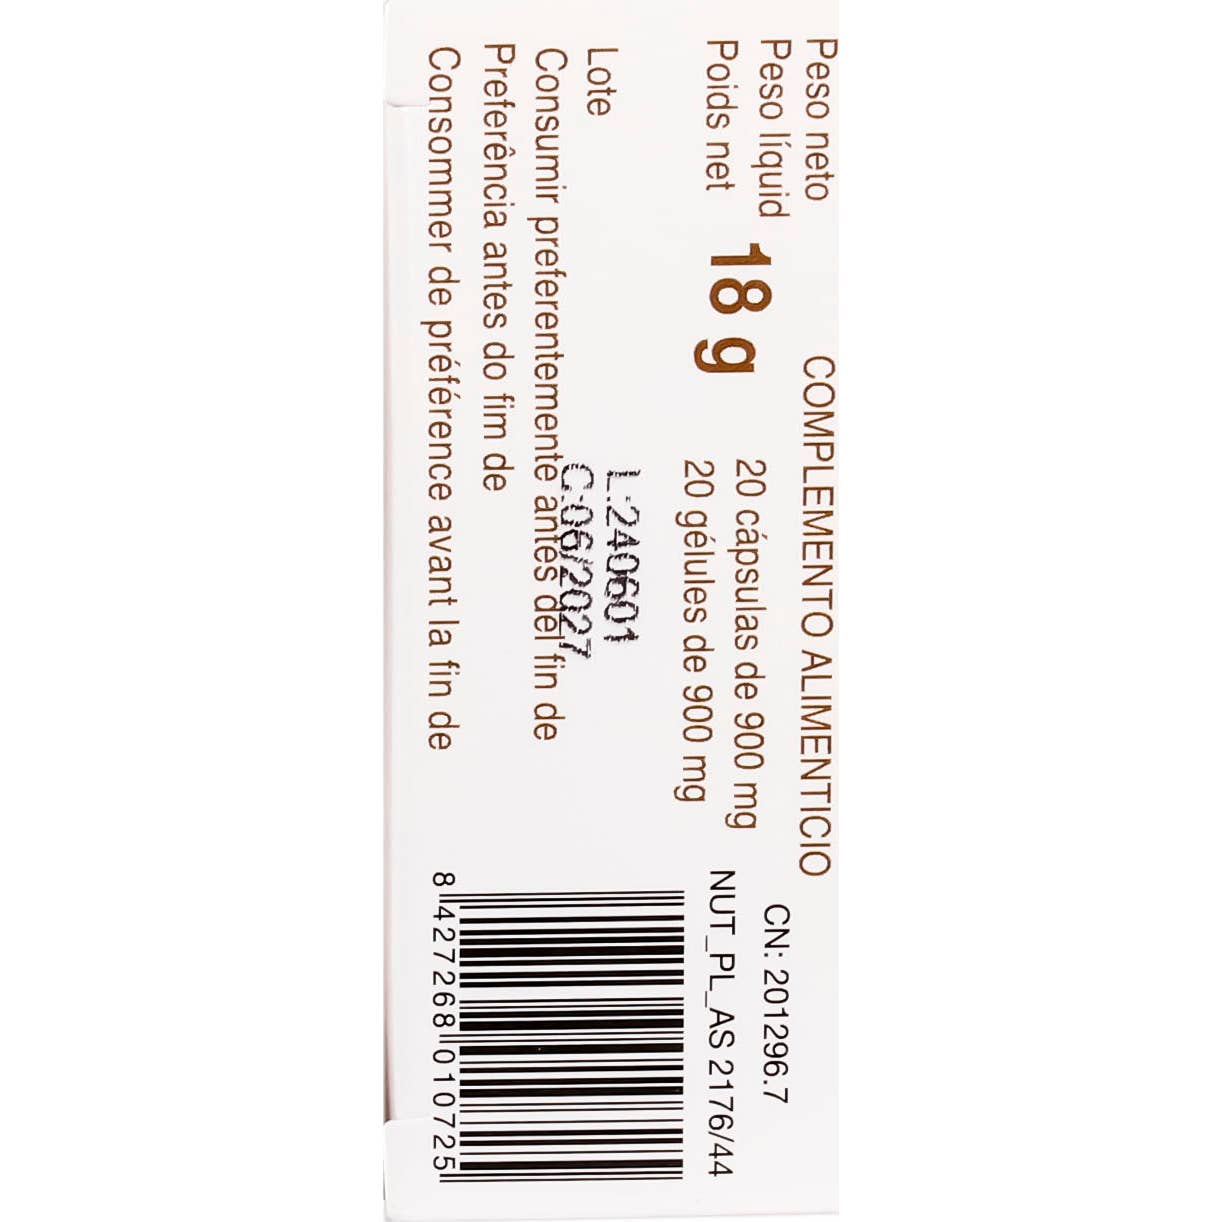 COMPLEMENTO ALIMENTICIO
Peso neto
Peso líquid
Poids net
18 g
20 cápsulas de 900 mg
20 gélules de 900 mg
CN: 201296.7
NUT_PL_AS 2176/44
Lote
L:240601
C:06/2027
Consumir preferentemente antes del fin de
Preferência antes do fim de
Consommer de préférence avant la fin de
8 427268 010725